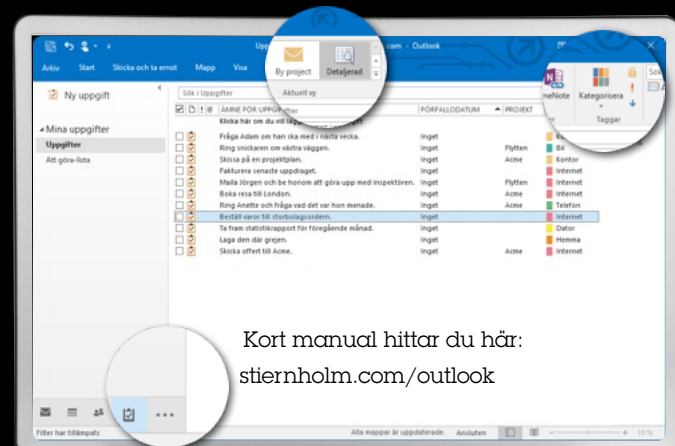 Upp
.com - Outlook
Arkiv Start Skicka och ta emot Mapp Visa
By project Detaljerad
Aktuell vy
OneNote Kategorisera
Taggar
Sök
Ny uppgift
Sök i Uppgifter
ÄMNE FÖR UPPGIFT FÖRFALLODATUM PROJEKT
Klicka här om du vill lägg
Mina uppgifter
Uppgifter
Att göra-lista
Fråga Adam om han ska med i nästa vecka. Inget
Ring snickaren om västra väggen. Inget Flytten Bil
Skissa på en projektplan. Inget Acme Kontor
Fakturera senaste uppdraget. Inget Internet
Maila Jörgen och be honom att göra upp med inspektören. Inget Flytten Internet
Boka resa till London. Inget Acme Internet
Ring Anette och fråga vad det var hon menade. Inget Acme Telefon
Beställ varor till storbolagsordern. Inget Internet
Ta fram statistikrapport för föregående månad. Inget Dator
Laga den där grejen. Inget Hemma
Skicka offert till Acme. Inget Acme Internet
Kort manual hittar du här:
stiernholm.com/outlook
Filter har tillämpats Alla mappar är uppdaterade. Ansluten 10 %